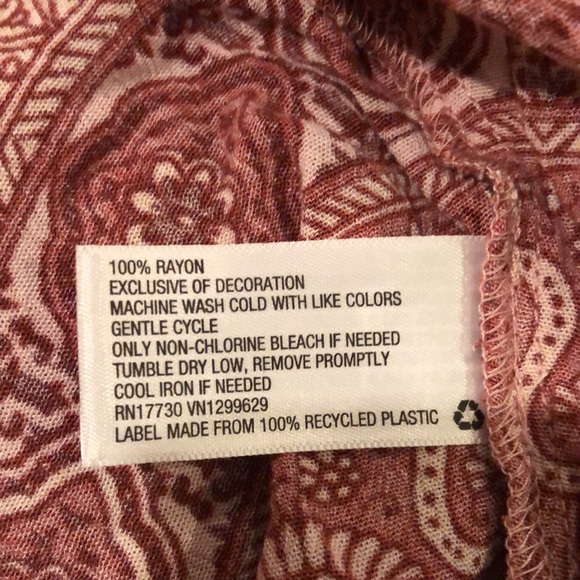 100% RAYON
EXCLUSIVE OF DECORATION
MACHINE WASH COLD WITH LIKE COLORS
GENTLE CYCLE
ONLY NON-CHLORINE BLEACH IF NEEDED
TUMBLE DRY LOW, REMOVE PROMPTLY
COOL IRON IF NEEDED
RN17730 VN1299629
LABEL MADE FROM 100% RECYCLED PLASTIC